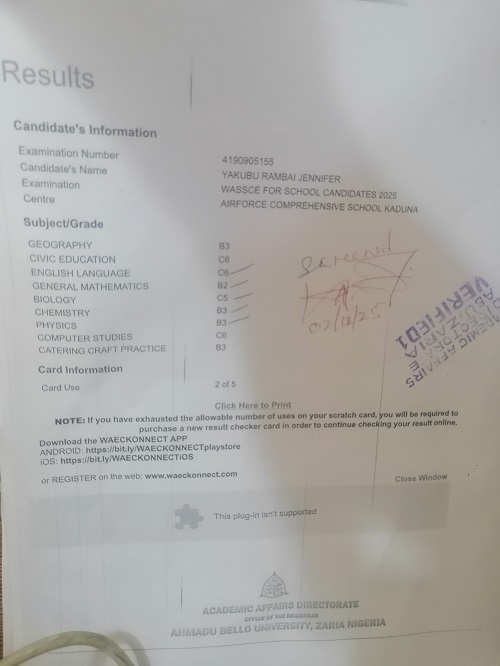 Results
Candidate's Information
Examination Number 4190905155
Candidate's Name YAKUBU RAMBAI JENNIFER
Examination WASSCE FOR SCHOOL CANDIDATES 2025
Centre AIRFORCE COMPREHENSIVE SCHOOL KADUNA
Subject/Grade
GEOGRAPHY B3
CIVIC EDUCATION C6
ENGLISH LANGUAGE C6
GENERAL MATHEMATICS B2
BIOLOGY C5
CHEMISTRY B3
PHYSICS B3
COMPUTER STUDIES C6
CATERING CRAFT PRACTICE B3
Screened
02/12/25
VERIFIED1
Card Information
Card Use 2 of 5
Click Here to Print
NOTE: If you have exhausted the allowable number of uses on your scratch card, you will be required to
purchase a new result checker card in order to continue checking your result online.
Download the WAECKONNECT APP
ANDROID: https://bit.ly/WAECKONNECTplaystore
iOS: https://bit.ly/WAECKONNECTiOS
or REGISTER on the web: www.waeckonnect.com
Close Window
This plug-in isn't supported
ACADEMIC AFFAIRS DIRECTORATE
OFFICE OF THE REGISTRAR
AHMADU BELLO UNIVERSITY, ZARIA NIGERIA